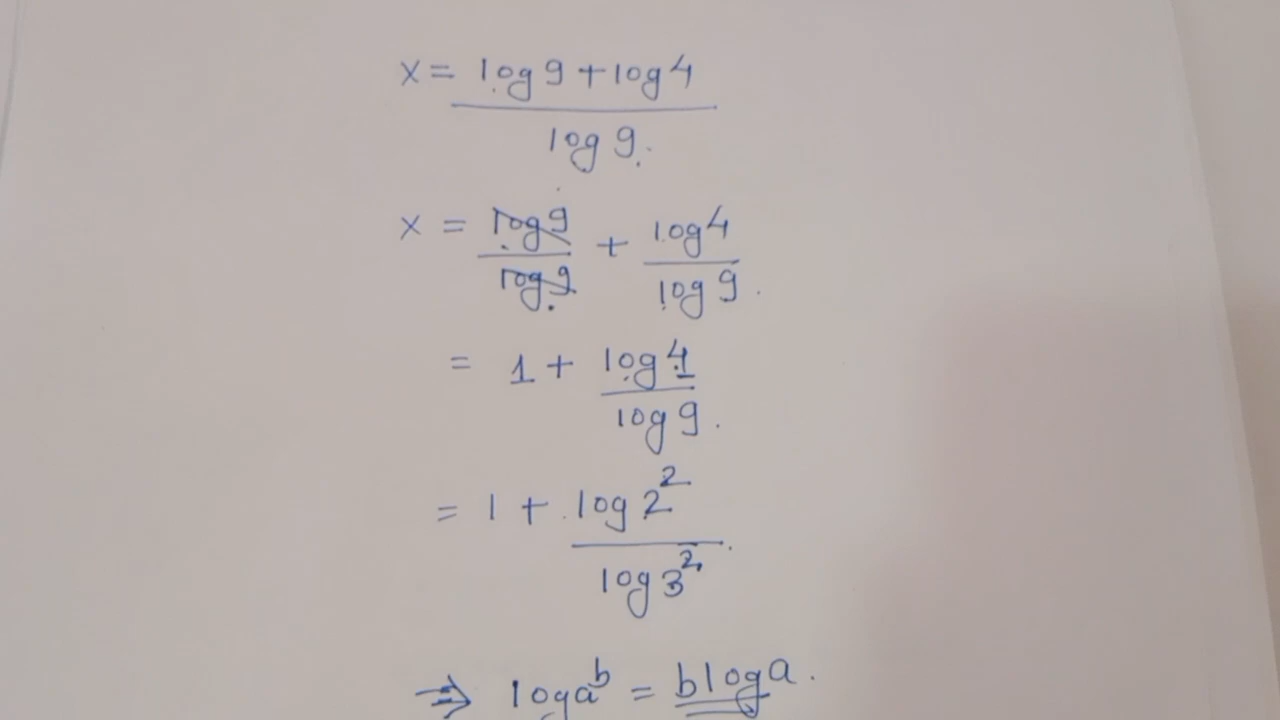 x = log 9 + log 4
log 9.
x = log 9 + log 4
log 9 log 9.
= 1 + log 4
log 9.
= 1 + log 2²
log 3²
⇒ log aᵇ = b log a.